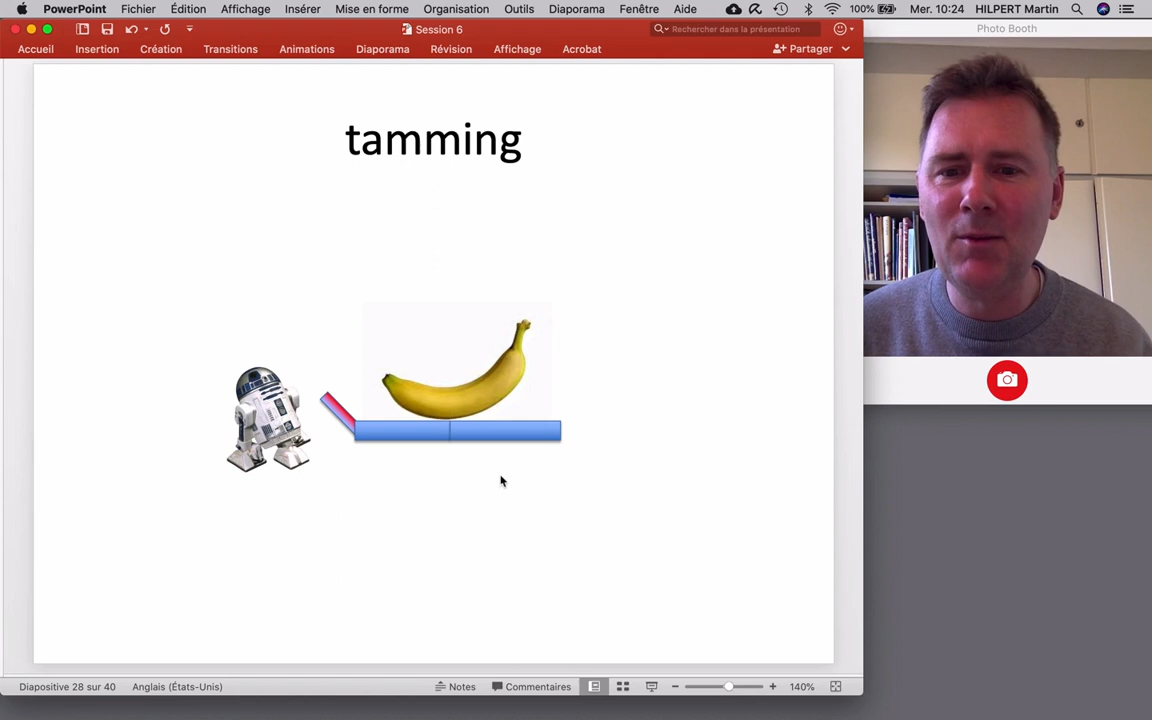 PowerPoint Fichier Édition Affichage Insérer Mise en forme Organisation Outils Diaporama Fenêtre Aide 100% Mer. 10:24 HILPERT Martin
Session 6
Rechercher dans la présentation
Photo Booth
Accueil Insertion Création Transitions Animations Diaporama Révision Affichage Acrobat Partager
tamming
Diapositive 28 sur 40 Anglais (États-Unis) Notes Commentaires 140%